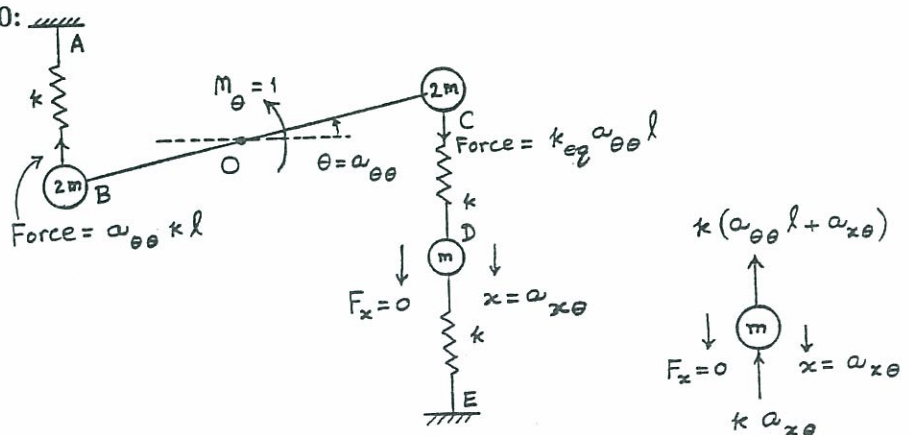 0:
A
k
M_θ = 1
2m
2m
B
O
θ = a_θθ
C
Force = k_eq a_θθ l
k
Force = a_θθ k l
D
m
F_x = 0
x = a_xθ
k
E
k (a_θθ l + a_xθ)
m
F_x = 0
x = a_xθ
k a_xθ